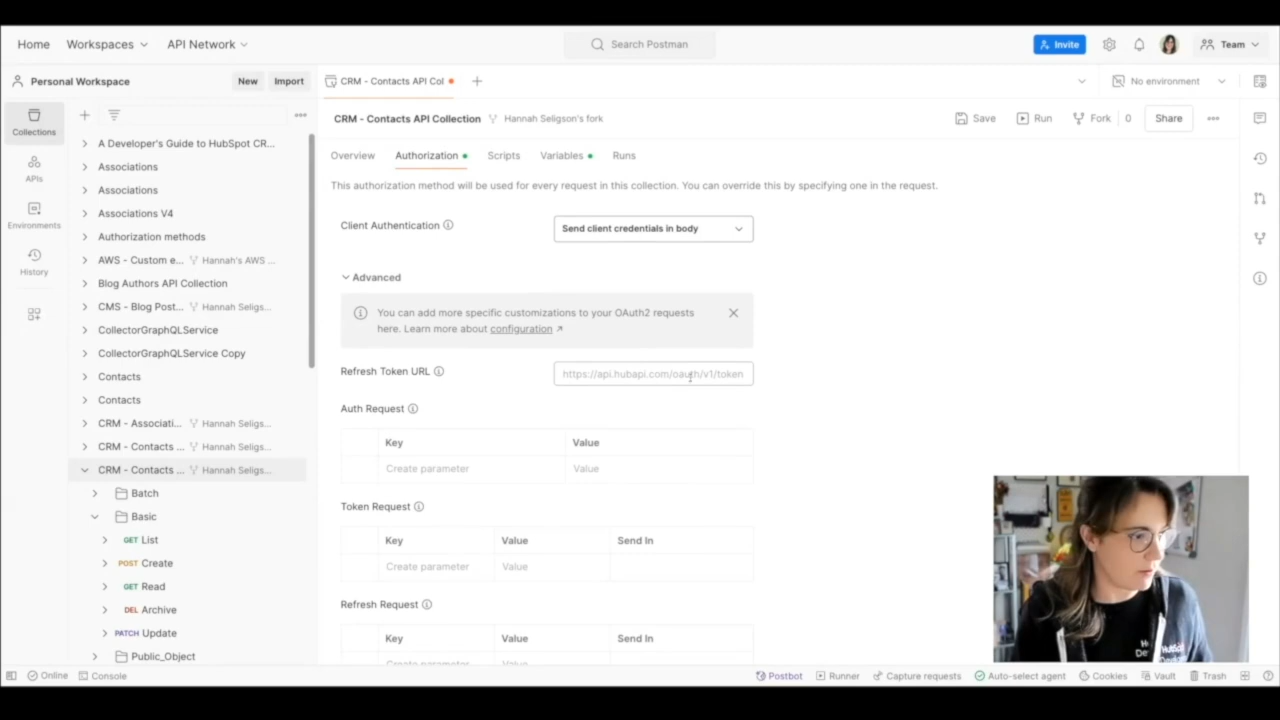 Home Workspaces API Network Search Postman Invite Team
Personal Workspace New Import CRM - Contacts API Col No environment
Collections
APIs
Environments
History
A Developer's Guide to HubSpot CR...
Associations
Associations
Associations V4
Authorization methods
AWS - Custom e... Hannah's AWS ...
Blog Authors API Collection
CMS - Blog Post... Hannah Seligs...
CollectorGraphQLService
CollectorGraphQLService Copy
Contacts
Contacts
CRM - Associati... Hannah Seligs...
CRM - Contacts ... Hannah Seligs...
CRM - Contacts ... Hannah Seligs...
Batch
Basic
GET List
POST Create
GET Read
DEL Archive
PATCH Update
Public_Object
CRM - Contacts API Collection Hannah Seligson's fork Save Run Fork 0 Share
Overview Authorization Scripts Variables Runs
This authorization method will be used for every request in this collection. You can override this by specifying one in the request.
Client Authentication Send client credentials in body
Advanced
You can add more specific customizations to your OAuth2 requests
here. Learn more about configuration
Refresh Token URL https://api.hubapi.com/oauth/v1/token
Auth Request
Key Value
Create parameter Value
Token Request
Key Value Send In
Create parameter Value
Refresh Request
Key Value Send In
Create parameter Value
Online Console Postbot Runner Capture requests Auto-select agent Cookies Vault Trash